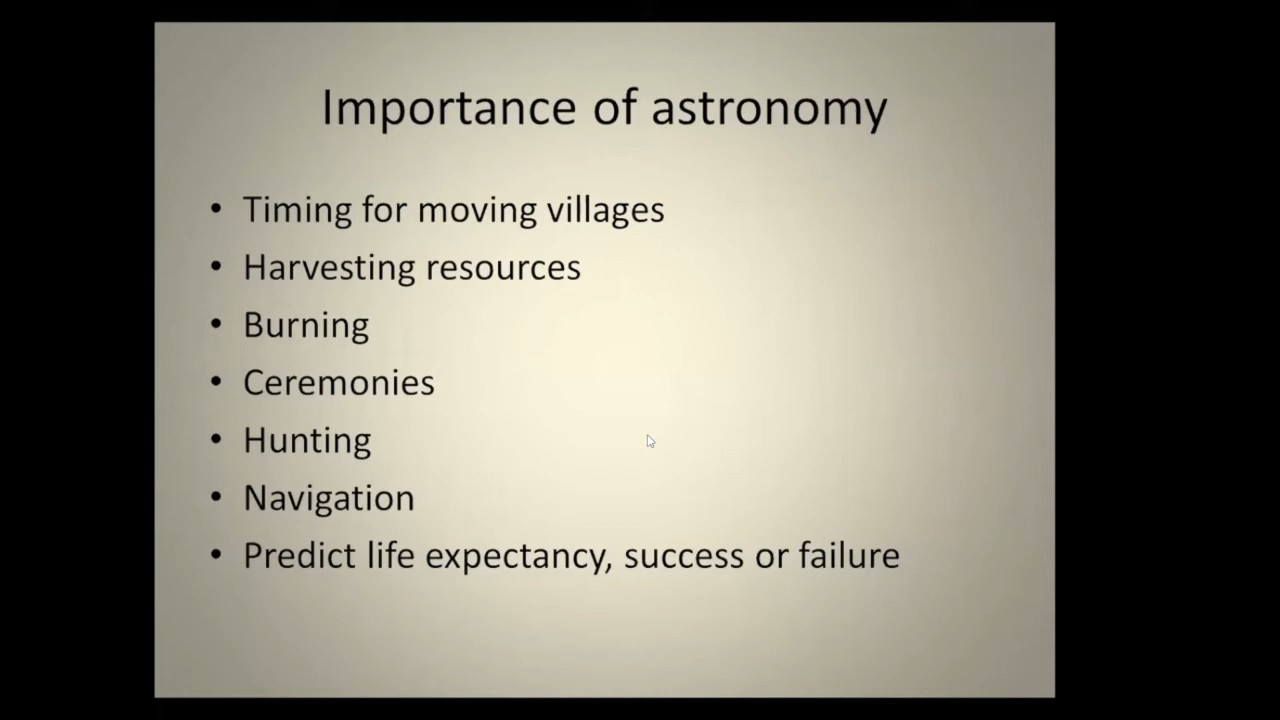 Importance of astronomy
• Timing for moving villages
• Harvesting resources
• Burning
• Ceremonies
• Hunting
• Navigation
• Predict life expectancy, success or failure